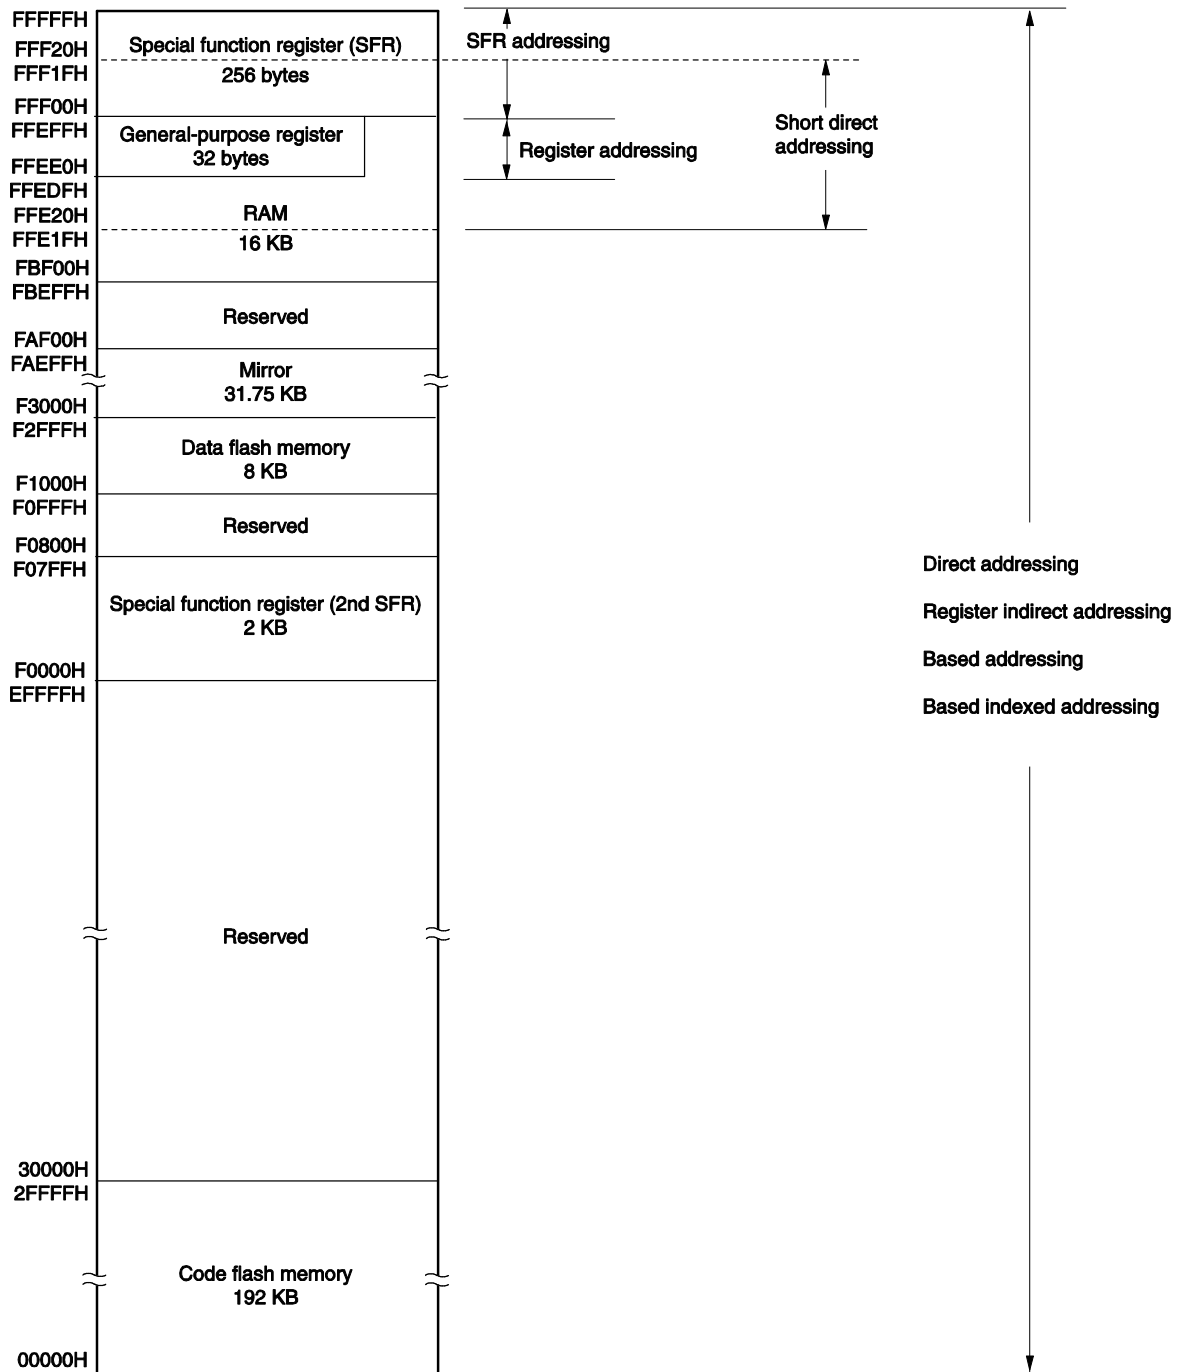 FFFFFH
SFR addressing
FFF20H
Special function register (SFR)
FFF1FH
256 bytes
FFF00H
FFEFFH
General-purpose register
32 bytes
Register addressing
Short direct
addressing
FFEE0H
FFEDFH
FFE20H
RAM
FFE1FH
16 KB
FBF00H
FBEFFH
Reserved
FAF00H
FAEFFH
Mirror
31.75 KB
F3000H
F2FFFH
Data flash memory
8 KB
F1000H
F0FFFH
Reserved
F0800H
F07FFH
Direct addressing
Special function register (2nd SFR)
2 KB
Register indirect addressing
Based addressing
F0000H
EFFFFH
Based indexed addressing
Reserved
30000H
2FFFFH
Code flash memory
192 KB
00000H